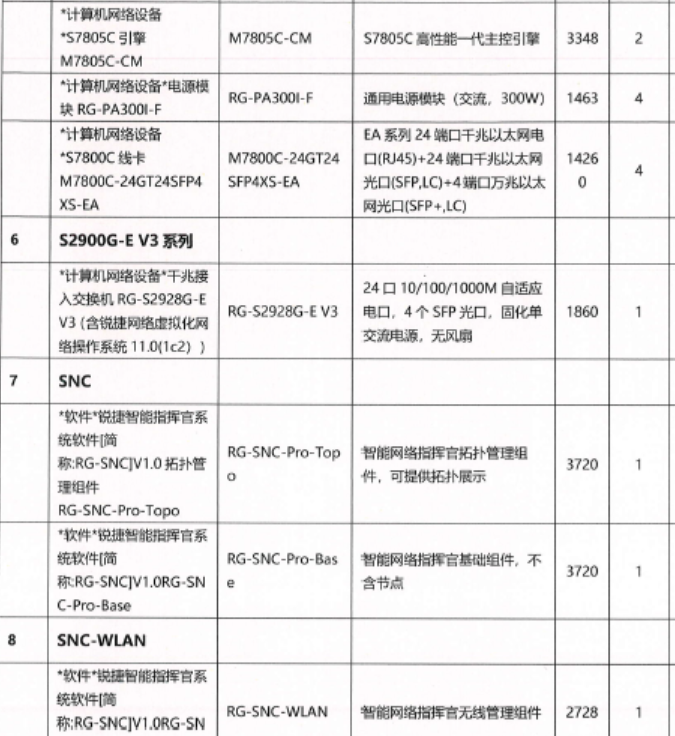 *计算机网络设备
*S7805C 引擎
M7805C-CM
M7805C-CM
S7805C 高性能一代主控引擎
3348
2
*计算机网络设备*电源模
块 RG-PA300I-F
RG-PA300I-F
通用电源模块（交流，300W）
1463
4
*计算机网络设备
*S7800C 线卡
M7800C-24GT24SFP4
XS-EA
M7800C-24GT24
SFP4XS-EA
EA 系列 24 端口千兆以太网电
口(RJ45)+24 端口千兆以太网
光口(SFP,LC)+4 端口万兆以太
网光口(SFP+,LC)
1426
0
4
6
S2900G-E V3 系列
*计算机网络设备*千兆接
入交换机 RG-S2928G-E
V3 (含锐捷网络虚拟化网
络操作系统 11.0(1c2) ）
RG-S2928G-E V3
24 口 10/100/1000M 自适应
电口，4 个 SFP 光口，固化单
交流电源，无风扇
1860
1
7
SNC
*软件*锐捷智能指挥官系
统软件[简
称:RG-SNC]V1.0 拓扑管
理组件
RG-SNC-Pro-Topo
RG-SNC-Pro-Top
o
智能网络指挥官拓扑管理组
件，可提供拓扑展示
3720
1
*软件*锐捷智能指挥官系
统软件[简
称:RG-SNC]V1.0RG-SN
C-Pro-Base
RG-SNC-Pro-Bas
e
智能网络指挥官基础组件，不
含节点
3720
1
8
SNC-WLAN
*软件*锐捷智能指挥官系
统软件[简
称:RG-SNC]V1.0RG-SN
RG-SNC-WLAN
智能网络指挥官无线管理组件
2728
1